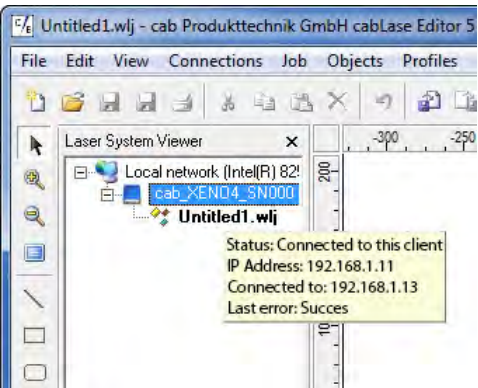 Untitled1.wlj - cab Produkttechnik GmbH cabLase Editor 5
File Edit View Connections Job Objects Profiles
Laser System Viewer x
-300 -250
Local network (Intel(R) 82!
200
cab_XENO4_SN000
Untitled1.wlj
Status: Connected to this client
IP Address: 192.168.1.11
Connected to: 192.168.1.13
Last error: Succes